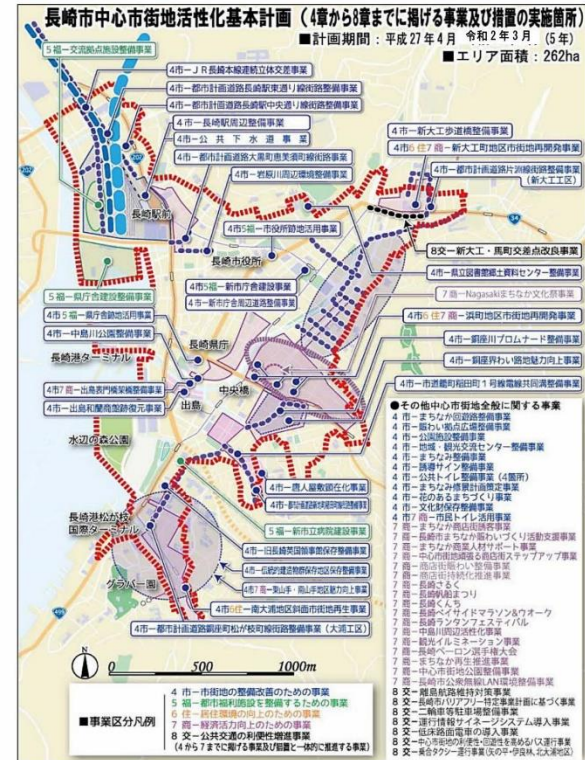 長崎市中心市街地活性化基本計画 (4章から8章までに掲げる事業及び措置の実施箇所)
■計画期間:平成27年4月 令和2年3月 (5年)
■エリア面積:262ha
5福-交流拠点施設整備事業
4市-JR長崎本線連続立体交差事業
4市-都市計画道路長崎駅東通り線街路整備事業
4市-都市計画道路長崎駅中央通り線街路整備事業
4市-長崎駅周辺整備事業
4市-公共下水道事業
4市-都市計画道路大黒町恵美須町線街路事業
4市-岩原川周辺環境整備事業
4市-新大工歩道橋整備事業
4市6住7商-新大工町地区市街地再開発事業
4市-都市計画道路片淵線街路整備事業
(新大工工区)
202
202
34
長崎駅前
4市5福-市役所跡地活用事業
長崎市役所
8交-新大工・馬町交差点改良事業
4市-県立図書館郷土資料センター整備事業
4市5福-新市庁舎建設事業
4市-新市庁舎周辺道路整備事業
7商-Nagasakiまちなか文化祭事業
5福-県庁舎建設整備事業
4市5福-県庁舎跡地活用事業
4市6住7商-浜町地区市街地再開発事業
4市-中島川公園整備事業
長崎県庁
4市-銅座川プロムナード整備事業
長崎港ターミナル
4市-銅座界わい路地魅力向上事業
4市7商-出島表門橋架橋整備事業
中央橋
4市-市道籠町稲田町1号線電線共同溝整備事業
出島
4市-出島和蘭商館跡復元事業
水辺の森公園
4市-唐人屋敷顕在化事業
5福-新市立病院建設事業
長崎港松が枝
国際ターミナル
4市-旧長崎英国領事館保存整備事業
4市-伝統的建造物群保存地区保存整備事業
4市7商-東山手・南山手地区魅力向上事業
グラバー園
499
4市6住-南大浦地区斜面市街地再生事業
4市-都市計画道路銅座町松が枝町線街路整備事業(大浦工区)
N
0
500
1000m
■事業区分凡例
4 市-市街地の整備改善のための事業
5 福-都市福利施設を整備するための事業
6 住-居住環境の向上のための事業
7 商-経済活力向上のための事業
8 交-公共交通の利便性増進事業
(4から7までに掲げる事業及び措置と一体的に推進する事業)
●その他中心市街地全般に関する事業
4 市-まちなか回遊路整備事業
4 市-賑わい拠点広場整備事業
4 市-公園施設整備事業
4 市-地域・観光交流センター整備事業
4 市-まちなみ整備事業
4 市-誘導サイン整備事業
4 市-公共トイレ整備事業(4箇所)
4 市-まちなみ修景計画策定事業
4 市-花のあるまちづくり事業
4 市-文化財保存整備事業
4 市7 商-市民トイレ活用事業
7 商-まちなか商店街誘客事業
7 商-長崎市まちなか賑わいづくり活動支援事業
7 商-まちなか商業人材サポート事業
7 商-中心市街地頑張る商店街ステップアップ事業
7 商-商店街賑わい整備事業
7 商-商店街持続化推進事業
7 商-長崎さるく
7 商-長崎帆船まつり
7 商-長崎くんち
7 商-長崎ベイサイドマラソン&ウオーク
7 商-長崎ランタンフェスティバル
7 商-中島川周辺活性化事業
7 商-観光イルミネーション事業
7 商-長崎ペーロン選手権大会
7 商-まちなか再生推進事業
7 商-中心市街地公園整備事業
7 商-長崎市公衆無線LAN環境整備事業
8 交-離島航路維持対策事業
8 交-長崎市バリアフリー特定事業計画に基づく事業
8 交-二輪車等駐車場整備事業
8 交-運行情報サイネージシステム導入事業
8 交-低床路面電車の導入事業
8 交-中心市街地の利便性・回遊性を高めるバス運行事業
8 交-乗合タクシー運行事業(矢の平・伊良林、北大浦地区)